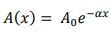 A(x) = A₀e^{−αx}